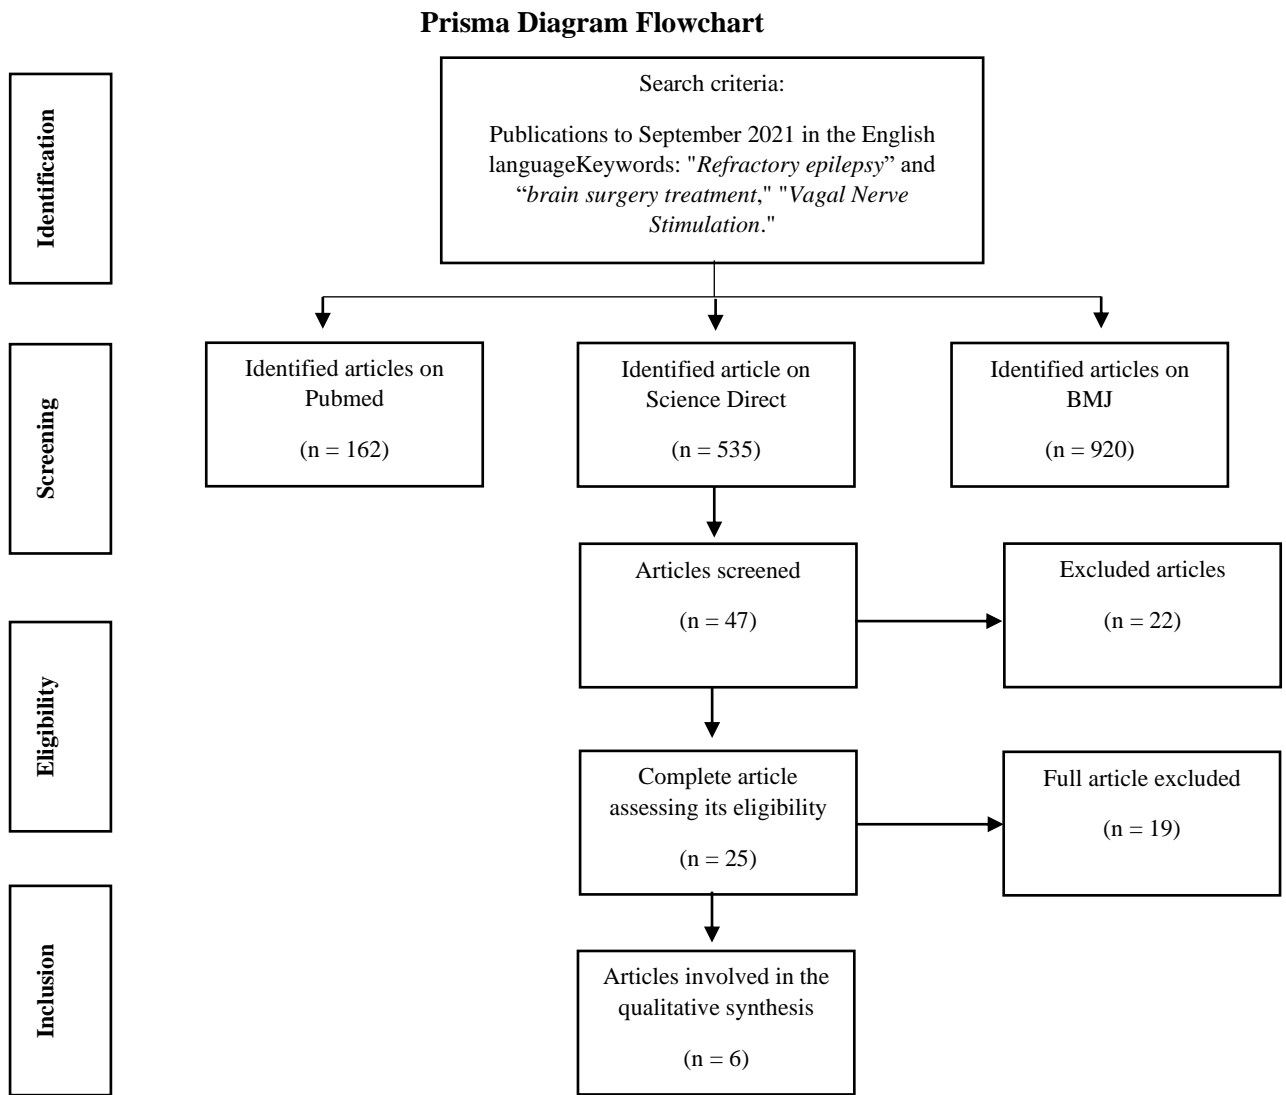 Prisma Diagram Flowchart
Identification
Search criteria:
Publications to September 2021 in the English
languageKeywords: "Refractory epilepsy” and
“brain surgery treatment," "Vagal Nerve
Stimulation."
Screening
Identified articles on
Pubmed
(n = 162)
Identified article on
Science Direct
(n = 535)
Identified articles on
BMJ
(n = 920)
Articles screened
(n = 47)
Excluded articles
(n = 22)
Eligibility
Complete article
assessing its eligibility
(n = 25)
Full article excluded
(n = 19)
Inclusion
Articles involved in the
qualitative synthesis
(n = 6)